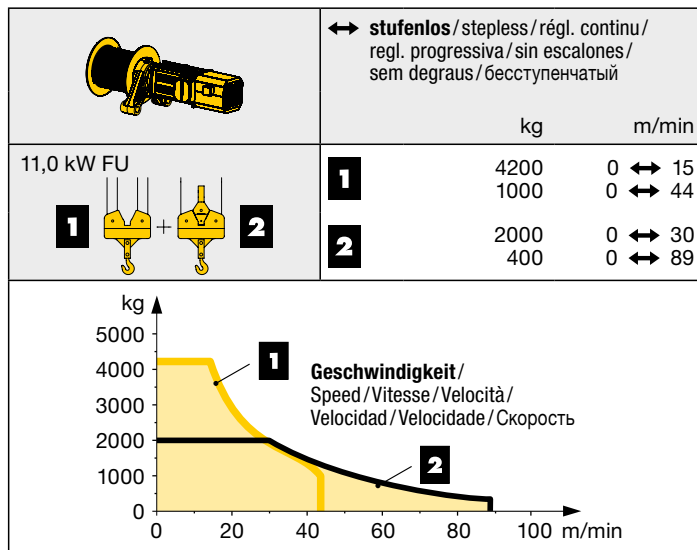 ↔ stufenlos / stepless / régl. continu /
regl. progressiva / sin escalones /
sem degraus / бесступенчатый
kg m/min
11,0 kW FU
1 + 2
1 4200 0 ↔ 15
1000 0 ↔ 44
2 2000 0 ↔ 30
400 0 ↔ 89
kg
5000
4000
3000
2000
1000
0
1
Geschwindigkeit /
Speed / Vitesse / Velocità /
Velocidad / Velocidade / Скорость
2
0 20 40 60 80 100 m/min